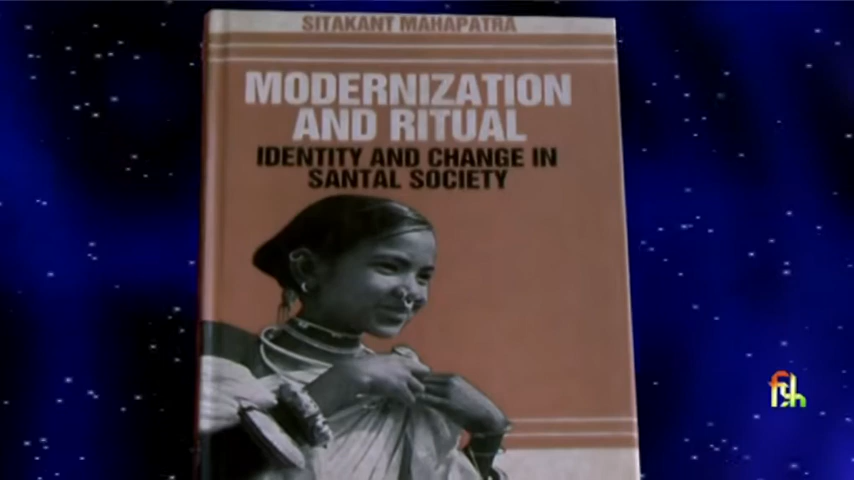 SITAKANT MAHAPATRA
MODERNIZATION
AND RITUAL
IDENTITY AND CHANGE IN
SANTAL SOCIETY